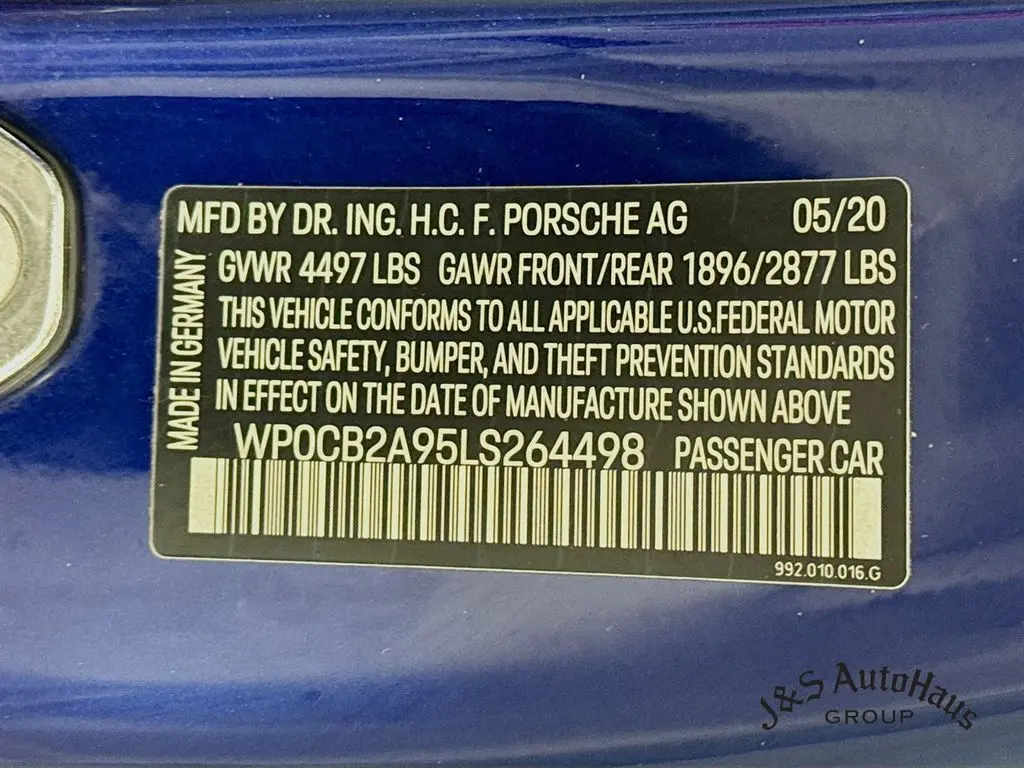 MFD BY DR. ING. H.C. F. PORSCHE AG 05/20
GVWR 4497 LBS GAWR FRONT/REAR 1896/2877 LBS
THIS VEHICLE CONFORMS TO ALL APPLICABLE U.S.FEDERAL MOTOR
VEHICLE SAFETY, BUMPER, AND THEFT PREVENTION STANDARDS
IN EFFECT ON THE DATE OF MANUFACTURE SHOWN ABOVE
MADE IN GERMANY
WP0CB2A95LS264498 PASSENGER CAR
992.010.016.G
J&S AutoHaus
GROUP